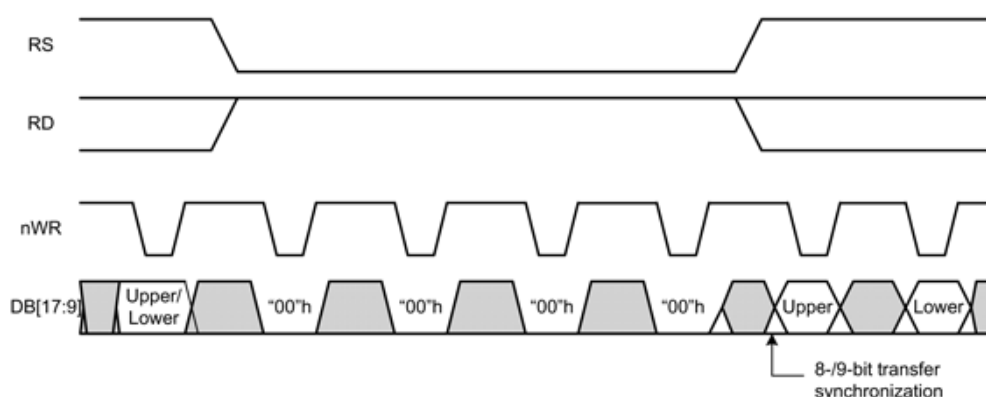 RS
RD
nWR
DB[17:9]
Upper/
Lower
“00”h
“00”h
“00”h
“00”h
Upper
Lower
8-/9-bit transfer
synchronization